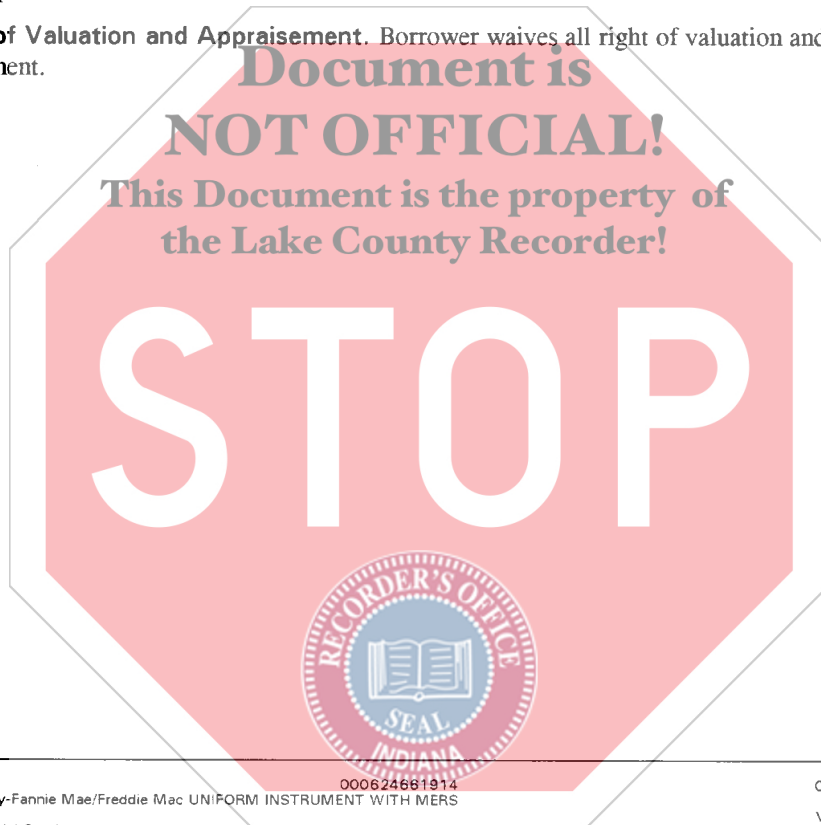 of Valuation and Appraisement. Borrower waives all right of valuation and
Document is
NOT OFFICIAL!
This Document is the property of
the Lake County Recorder!
STOP
RECORDER'S OFFICE
SEAL
INDIANA
000624661914
-Fannie Mae/Freddie Mac UNIFORM INSTRUMENT WITH MERS